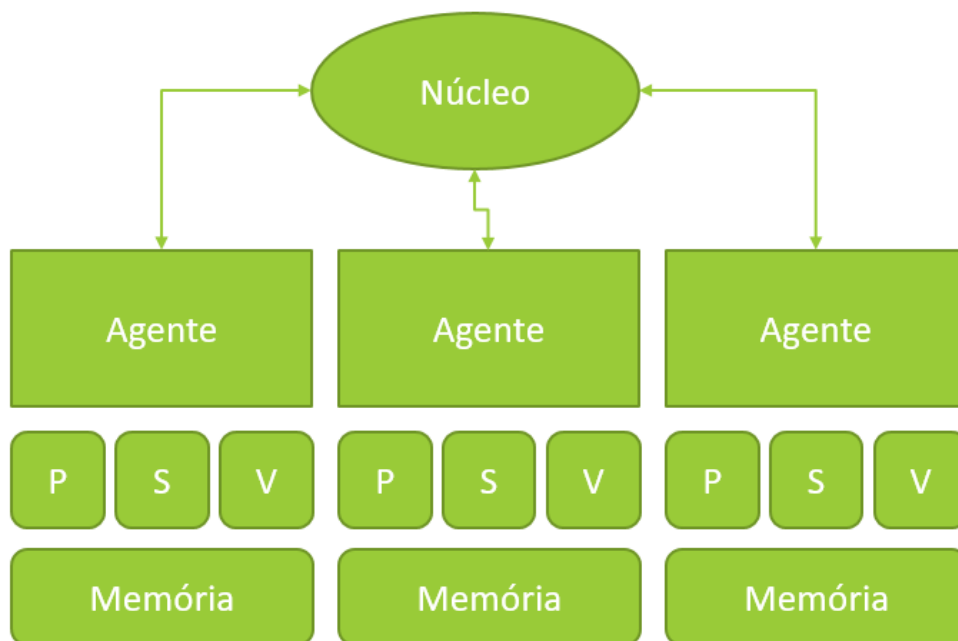 Núcleo
Agente Agente Agente
P S V P S V P S V
Memória Memória Memória